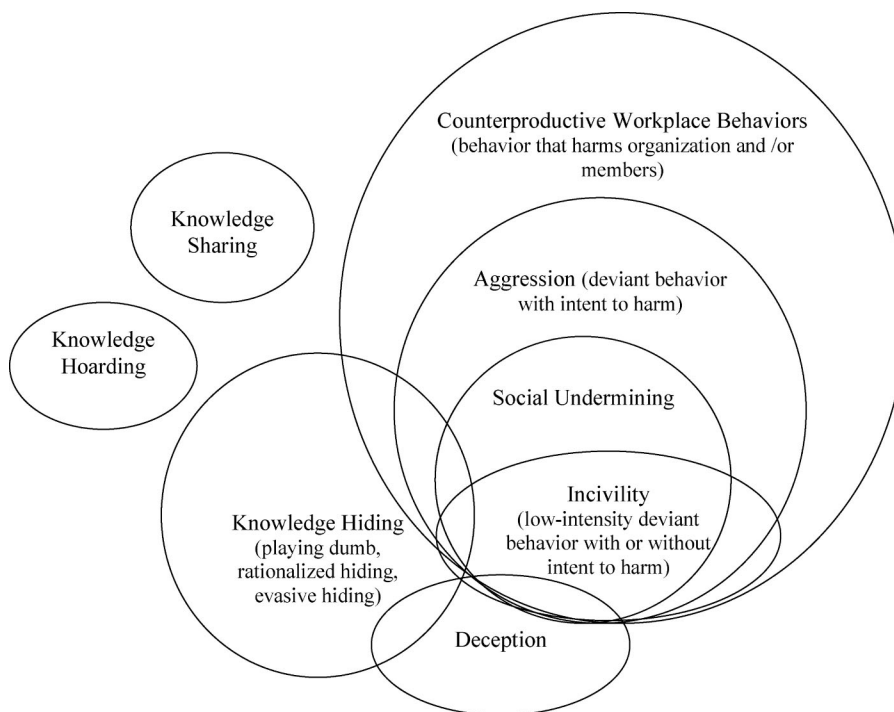 Counterproductive Workplace Behaviors
(behavior that harms organization and /or
members)
Knowledge
Sharing
Aggression (deviant behavior
with intent to harm)
Knowledge
Hoarding
Social Undermining
Incivility
(low-intensity deviant
behavior with or without
intent to harm)
Knowledge Hiding
(playing dumb,
rationalized hiding,
evasive hiding)
Deception